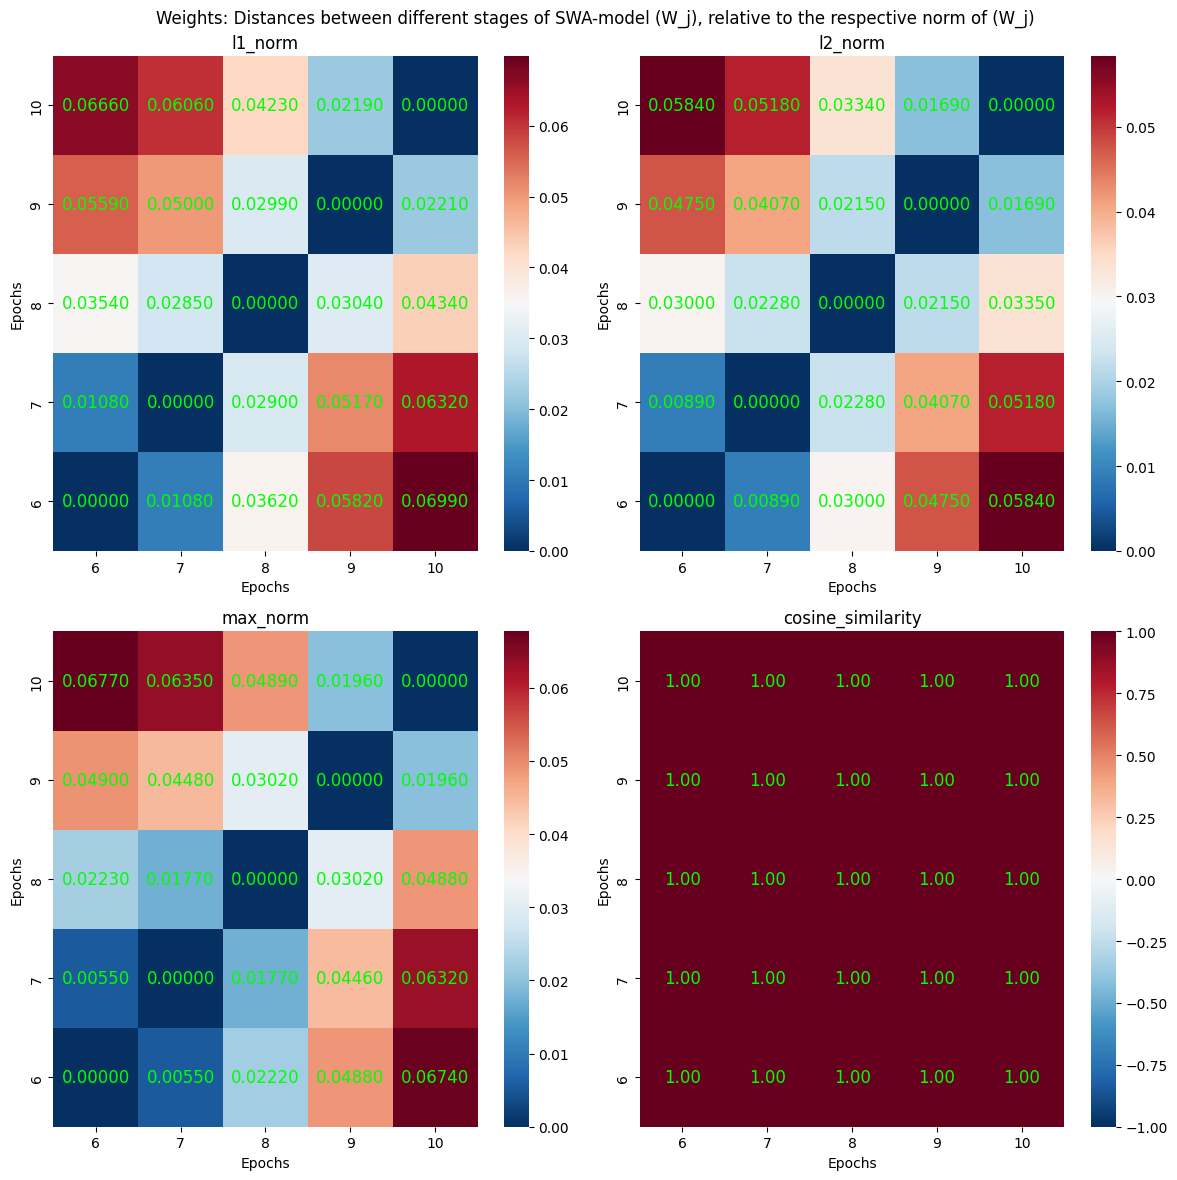 Weights: Distances between different stages of SWA-model (W_j), relative to the respective norm of (W_j)
l1_norm
10 0.06660 0.06060 0.04230 0.02190 0.00000
9 0.05590 0.05000 0.02990 0.00000 0.02210
8 0.03540 0.02850 0.00000 0.03040 0.04340
7 0.01080 0.00000 0.02900 0.05170 0.06320
6 0.00000 0.01080 0.03620 0.05820 0.06990
6 7 8 9 10
Epochs
Epochs
0.06
0.05
0.04
0.03
0.02
0.01
0.00
l2_norm
10 0.05840 0.05180 0.03340 0.01690 0.00000
9 0.04750 0.04070 0.02150 0.00000 0.01690
8 0.03000 0.02280 0.00000 0.02150 0.03350
7 0.00890 0.00000 0.02280 0.04070 0.05180
6 0.00000 0.00890 0.03000 0.04750 0.05840
6 7 8 9 10
Epochs
Epochs
0.05
0.04
0.03
0.02
0.01
0.00
max_norm
10 0.06770 0.06350 0.04890 0.01960 0.00000
9 0.04900 0.04480 0.03020 0.00000 0.01960
8 0.02230 0.01770 0.00000 0.03020 0.04880
7 0.00550 0.00000 0.01770 0.04460 0.06320
6 0.00000 0.00550 0.02220 0.04880 0.06740
6 7 8 9 10
Epochs
Epochs
0.06
0.05
0.04
0.03
0.02
0.01
0.00
cosine_similarity
10 1.00 1.00 1.00 1.00 1.00
9 1.00 1.00 1.00 1.00 1.00
8 1.00 1.00 1.00 1.00 1.00
7 1.00 1.00 1.00 1.00 1.00
6 1.00 1.00 1.00 1.00 1.00
6 7 8 9 10
Epochs
Epochs
1.00
0.75
0.50
0.25
0.00
−0.25
−0.50
−0.75
−1.00